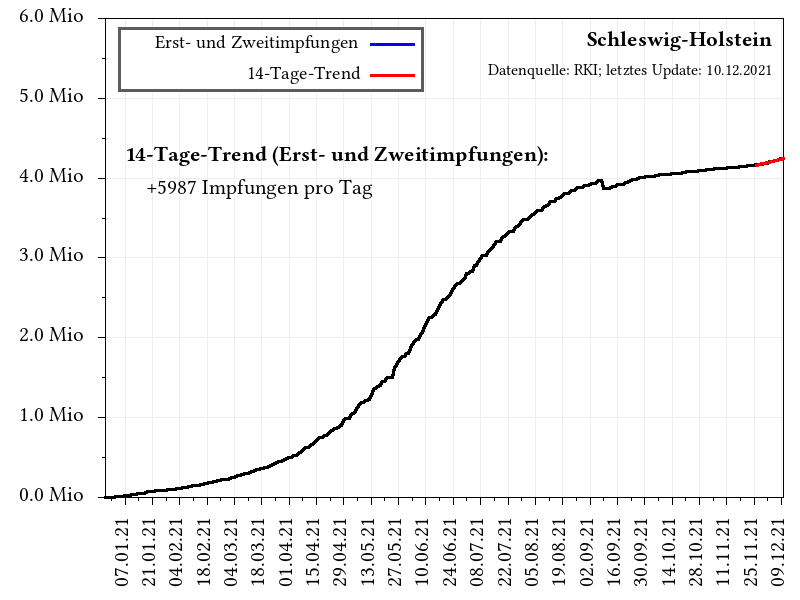 6.0 Mio
5.0 Mio
4.0 Mio
3.0 Mio
2.0 Mio
1.0 Mio
0.0 Mio
Erst- und Zweitimpfungen
14-Tage-Trend
Schleswig-Holstein
Datenquelle: RKI; letztes Update: 10.12.2021
14-Tage-Trend (Erst- und Zweitimpfungen):
+5987 Impfungen pro Tag
07.01.21
21.01.21
04.02.21
18.02.21
04.03.21
18.03.21
01.04.21
15.04.21
29.04.21
13.05.21
27.05.21
10.06.21
24.06.21
08.07.21
22.07.21
05.08.21
19.08.21
02.09.21
16.09.21
30.09.21
14.10.21
28.10.21
11.11.21
25.11.21
09.12.21